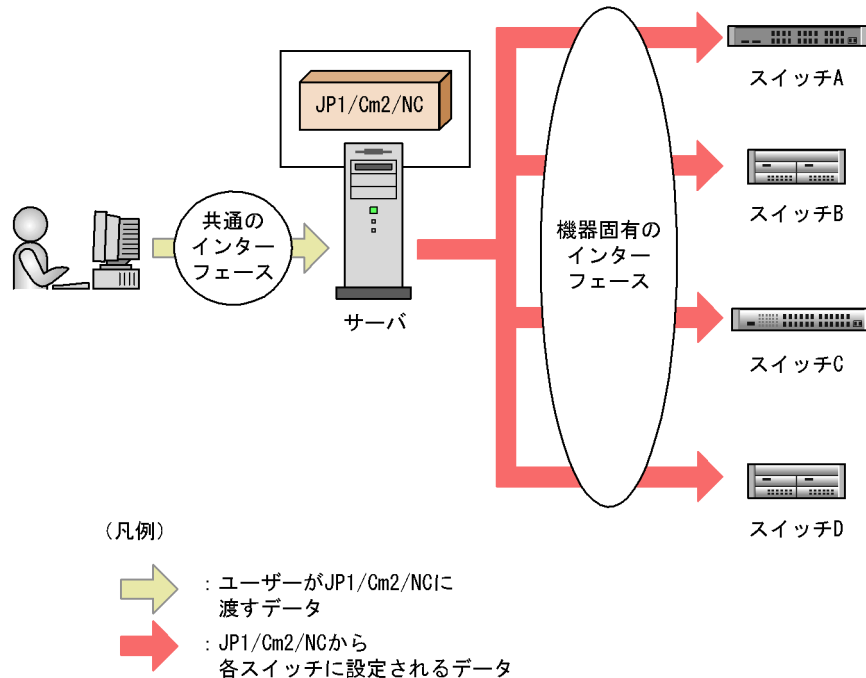 JP1/Cm2/NC
共通の
インター
フェース
サーバ
機器固有の
インター
フェース
スイッチA
スイッチB
スイッチC
スイッチD
(凡例)
：ユーザーがJP1/Cm2/NCに
渡すデータ
：JP1/Cm2/NCから
各スイッチに設定されるデータ